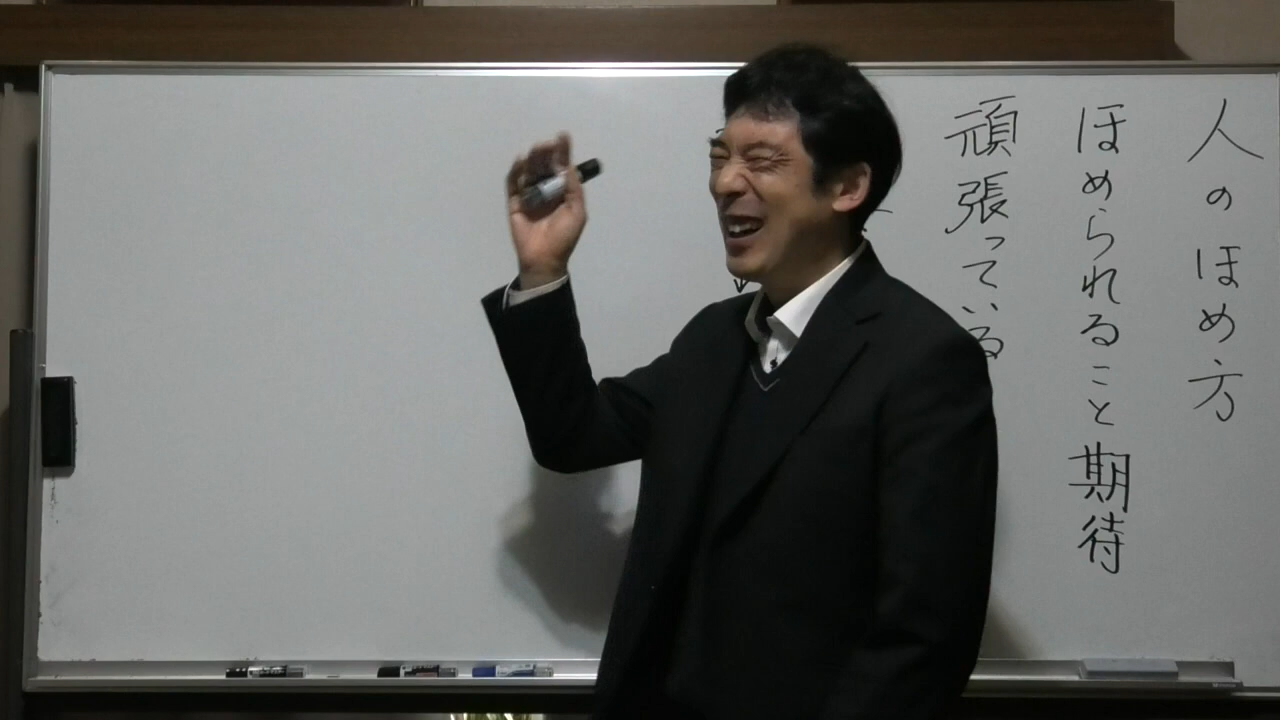 人のほめ方
ほめられること期待
頑張っている